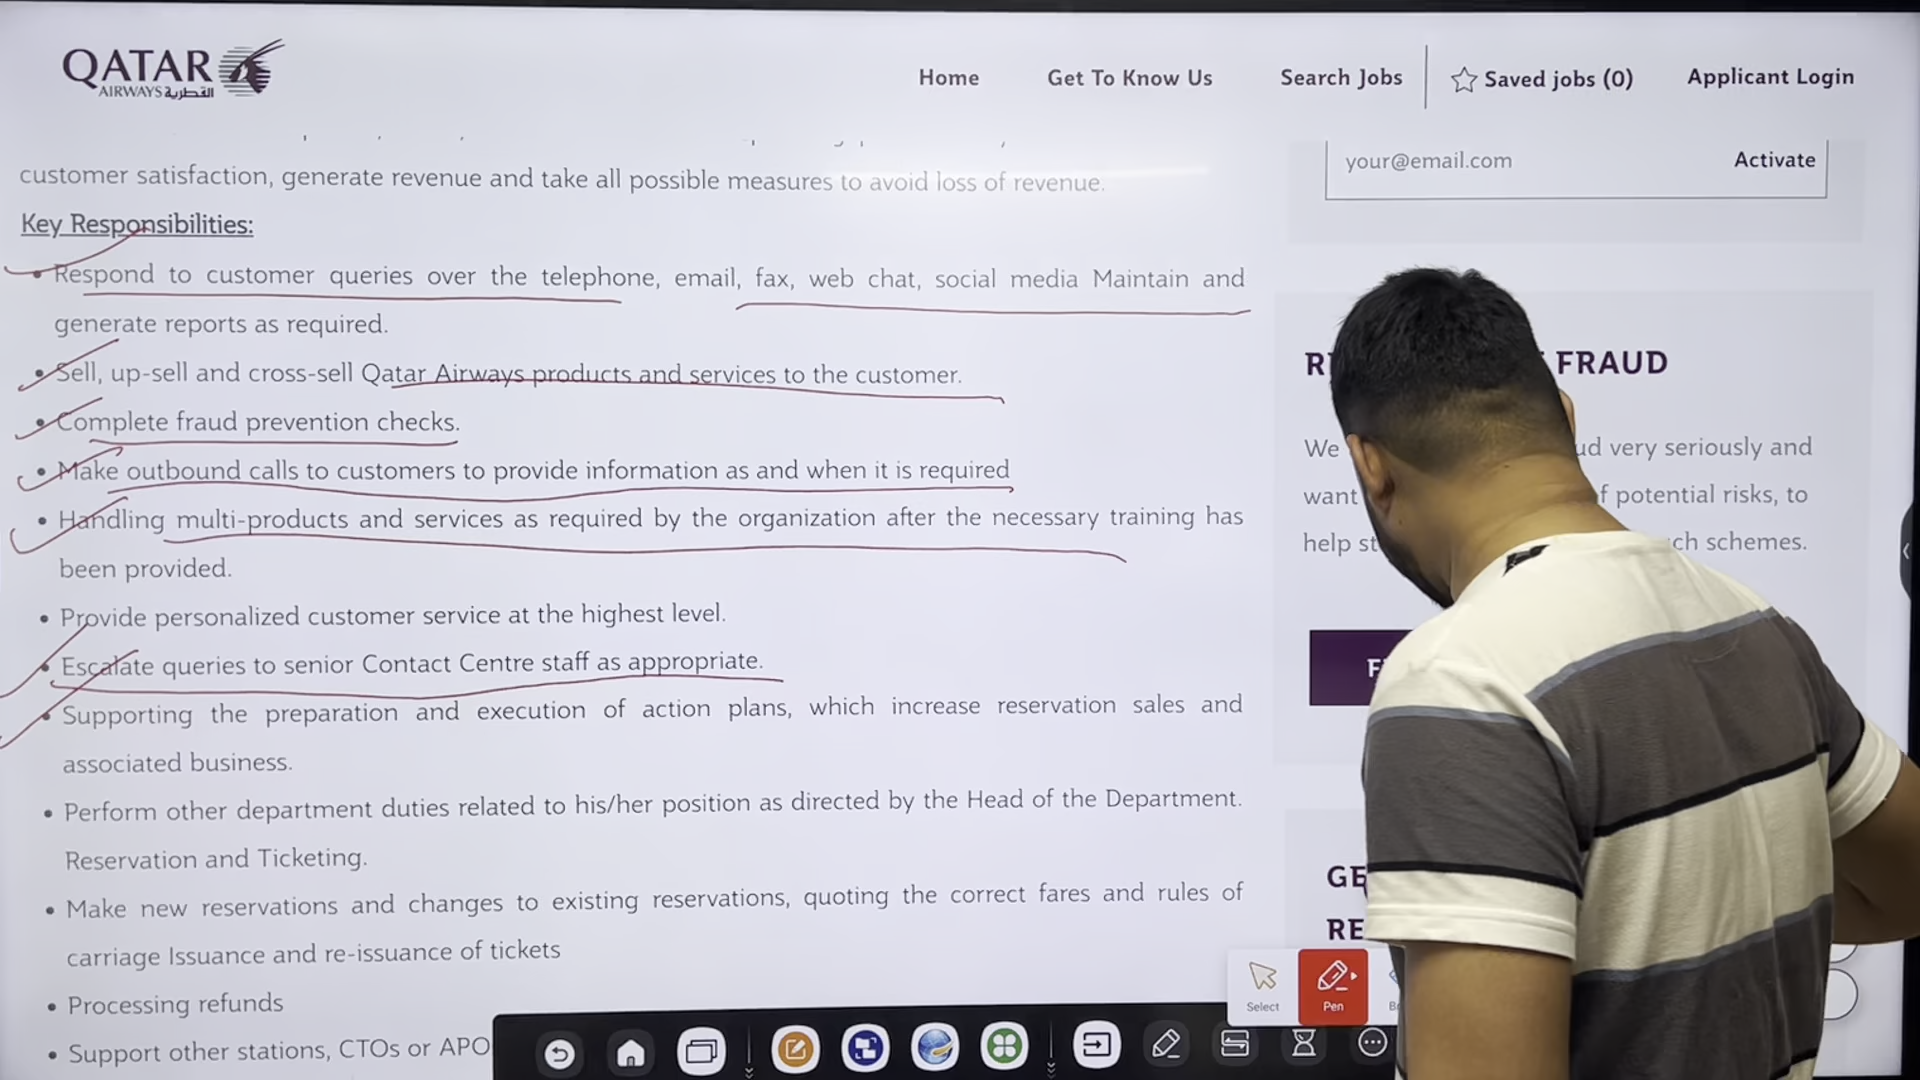 QATAR
AIRWAYS القطرية
Home
Get To Know Us
Search Jobs
Saved jobs (0)
Applicant Login
customer satisfaction, generate revenue and take all possible measures to avoid loss of revenue.
Key Responsibilities:
• Respond to customer queries over the telephone, email, fax, web chat, social media Maintain and
generate reports as required.
• Sell, up-sell and cross-sell Qatar Airways products and services to the customer.
• Complete fraud prevention checks.
• Make outbound calls to customers to provide information as and when it is required
• Handling multi-products and services as required by the organization after the necessary training has
been provided.
• Provide personalized customer service at the highest level.
• Escalate queries to senior Contact Centre staff as appropriate.
• Supporting the preparation and execution of action plans, which increase reservation sales and
associated business.
• Perform other department duties related to his/her position as directed by the Head of the Department.
Reservation and Ticketing.
• Make new reservations and changes to existing reservations, quoting the correct fares and rules of
carriage Issuance and re-issuance of tickets
• Processing refunds
• Support other stations, CTOs or APO
your@email.com
Activate
FRAUD
We
very seriously and
want
potential risks, to
help
schemes.
GE
RE
Select
Pen